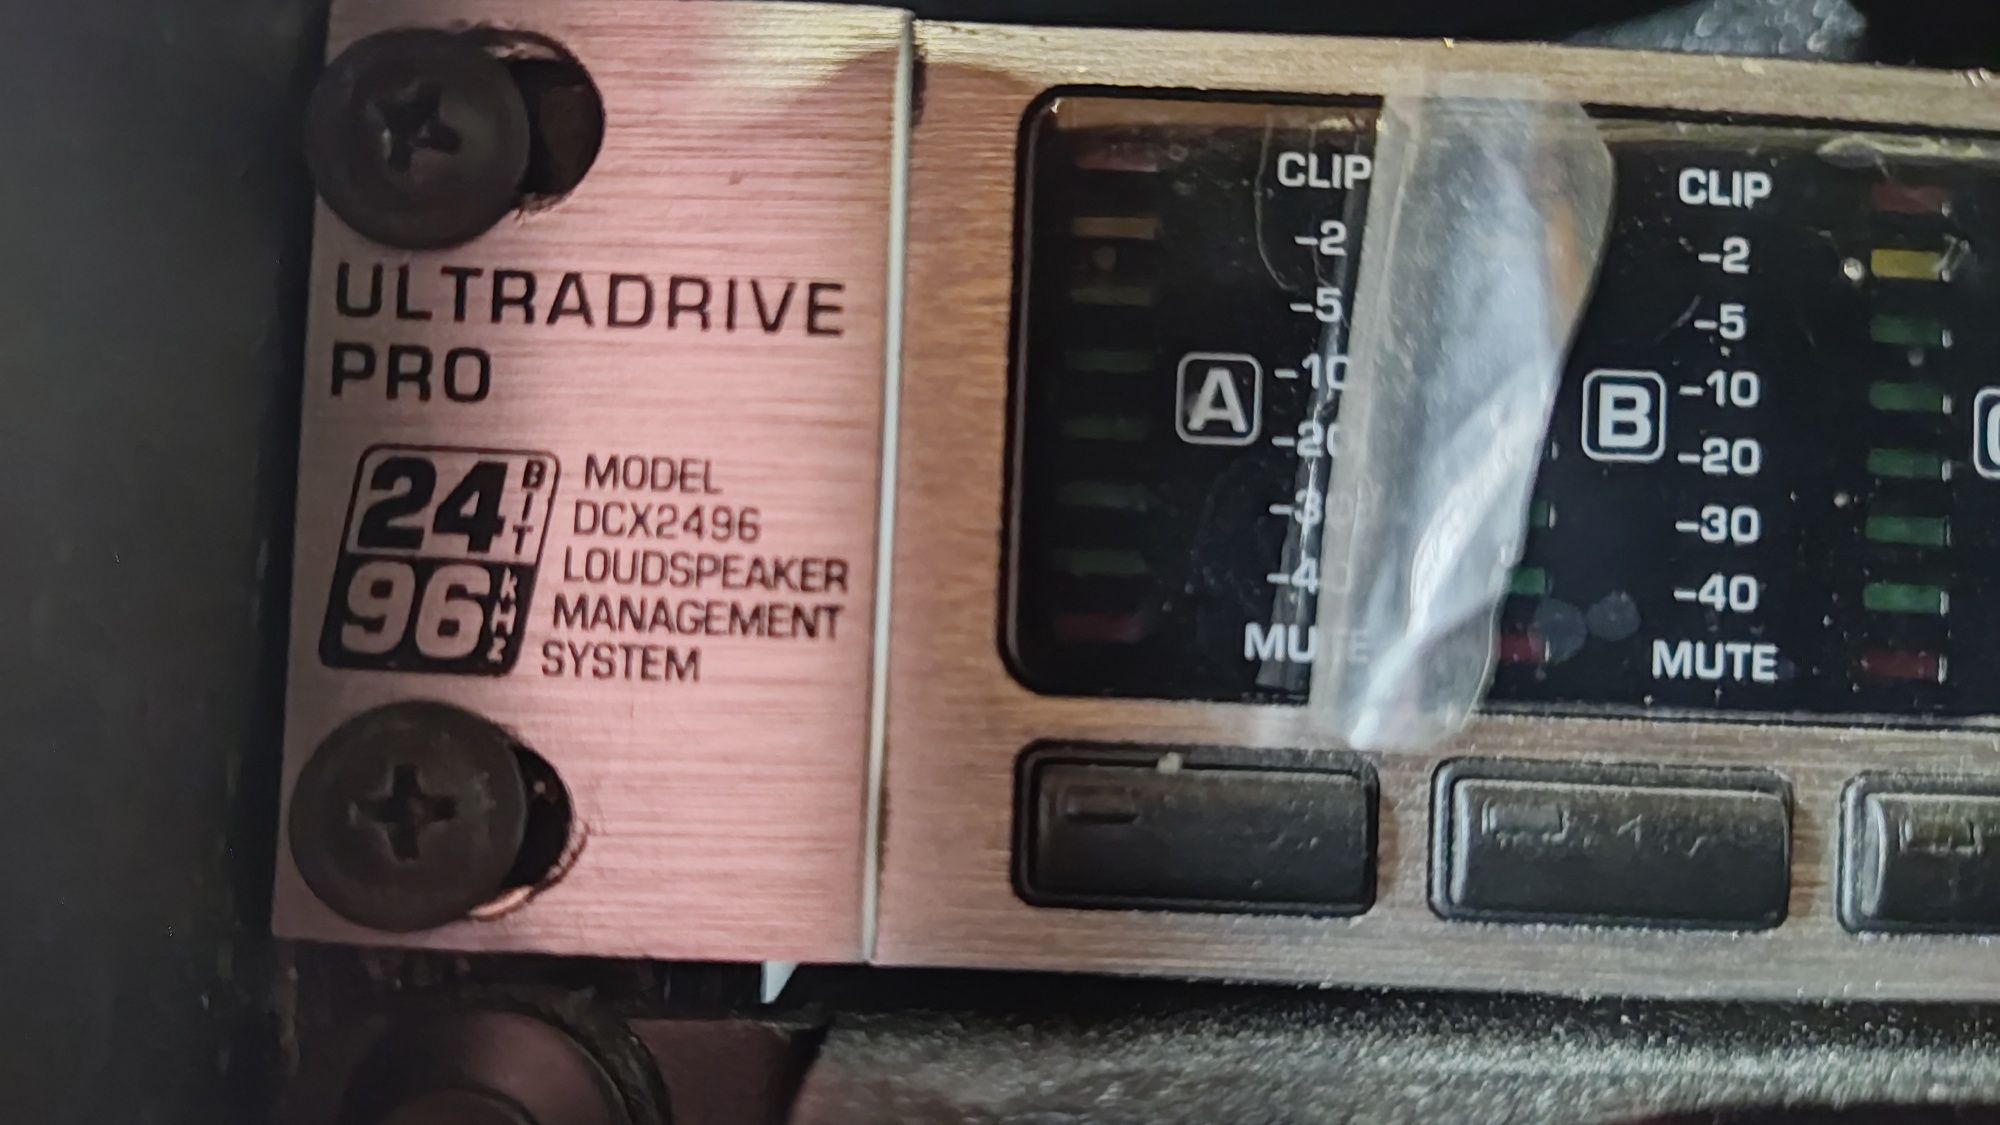 ULTRADRIVE
PRO
24 BIT
96 kHz
MODEL
DCX2496
LOUDSPEAKER
MANAGEMENT
SYSTEM
A
CLIP
-2
-5
-10
-20
-30
-40
MUTE
B
CLIP
-2
-5
-10
-20
-30
-40
MUTE